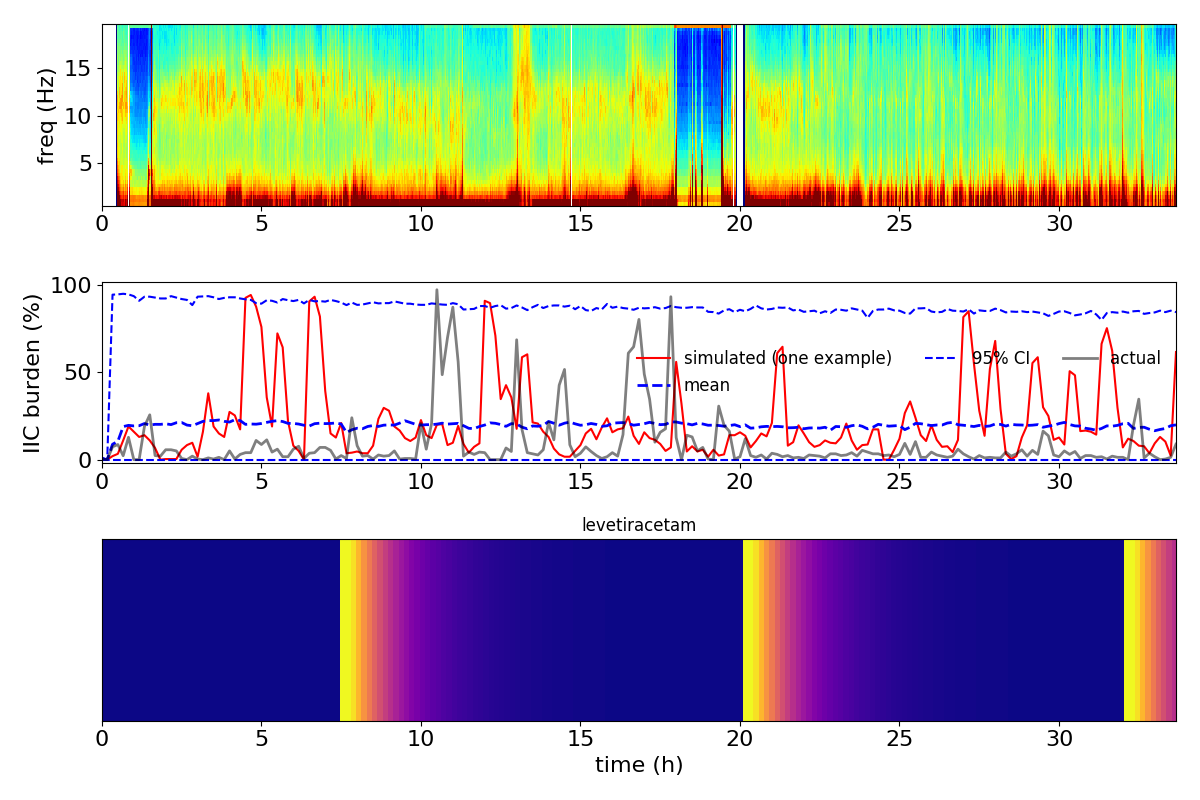 freq (Hz)
15
10
5
0 5 10 15 20 25 30
IIC burden (%)
100
50
0
simulated (one example) 95% CI actual
mean
0 5 10 15 20 25 30
levetiracetam
0 5 10 15 20 25 30
time (h)